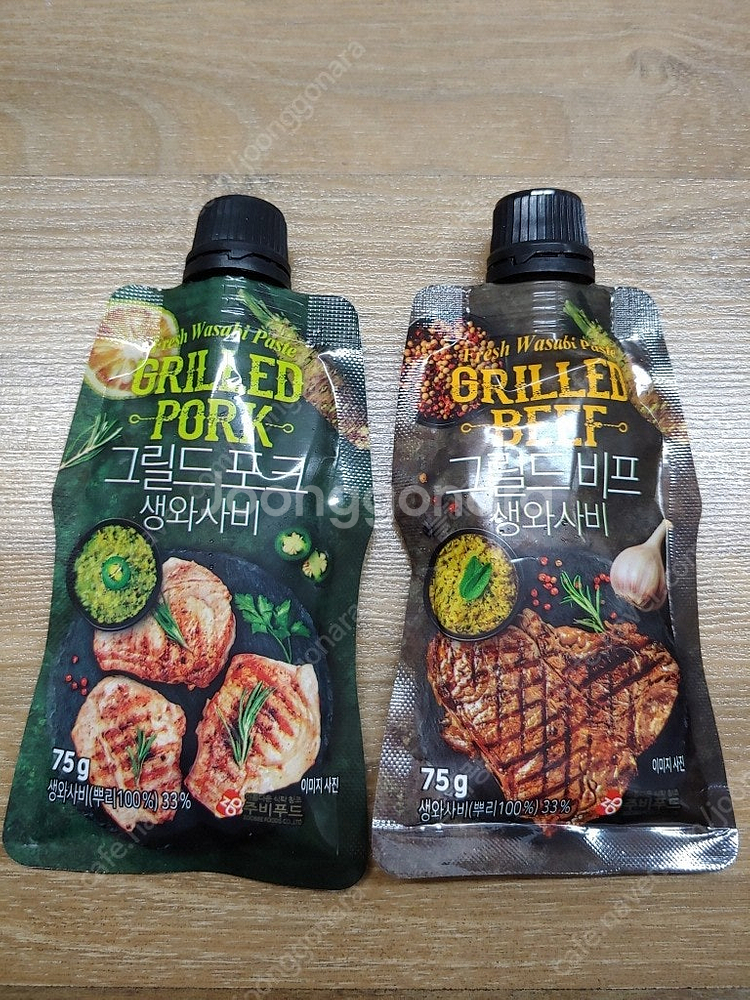 Fresh Wasabi Paste
GRILLED
PORK
그릴드 포크
생와사비
75g
생와사비(뿌리100%) 33%
이미지 사진
주비푸드
Fresh Wasabi Paste
GRILLED
BEEF
그릴드 비프
생와사비
75g
생와사비(뿌리100%) 33%
이미지 사진
주비푸드
Joonggonara